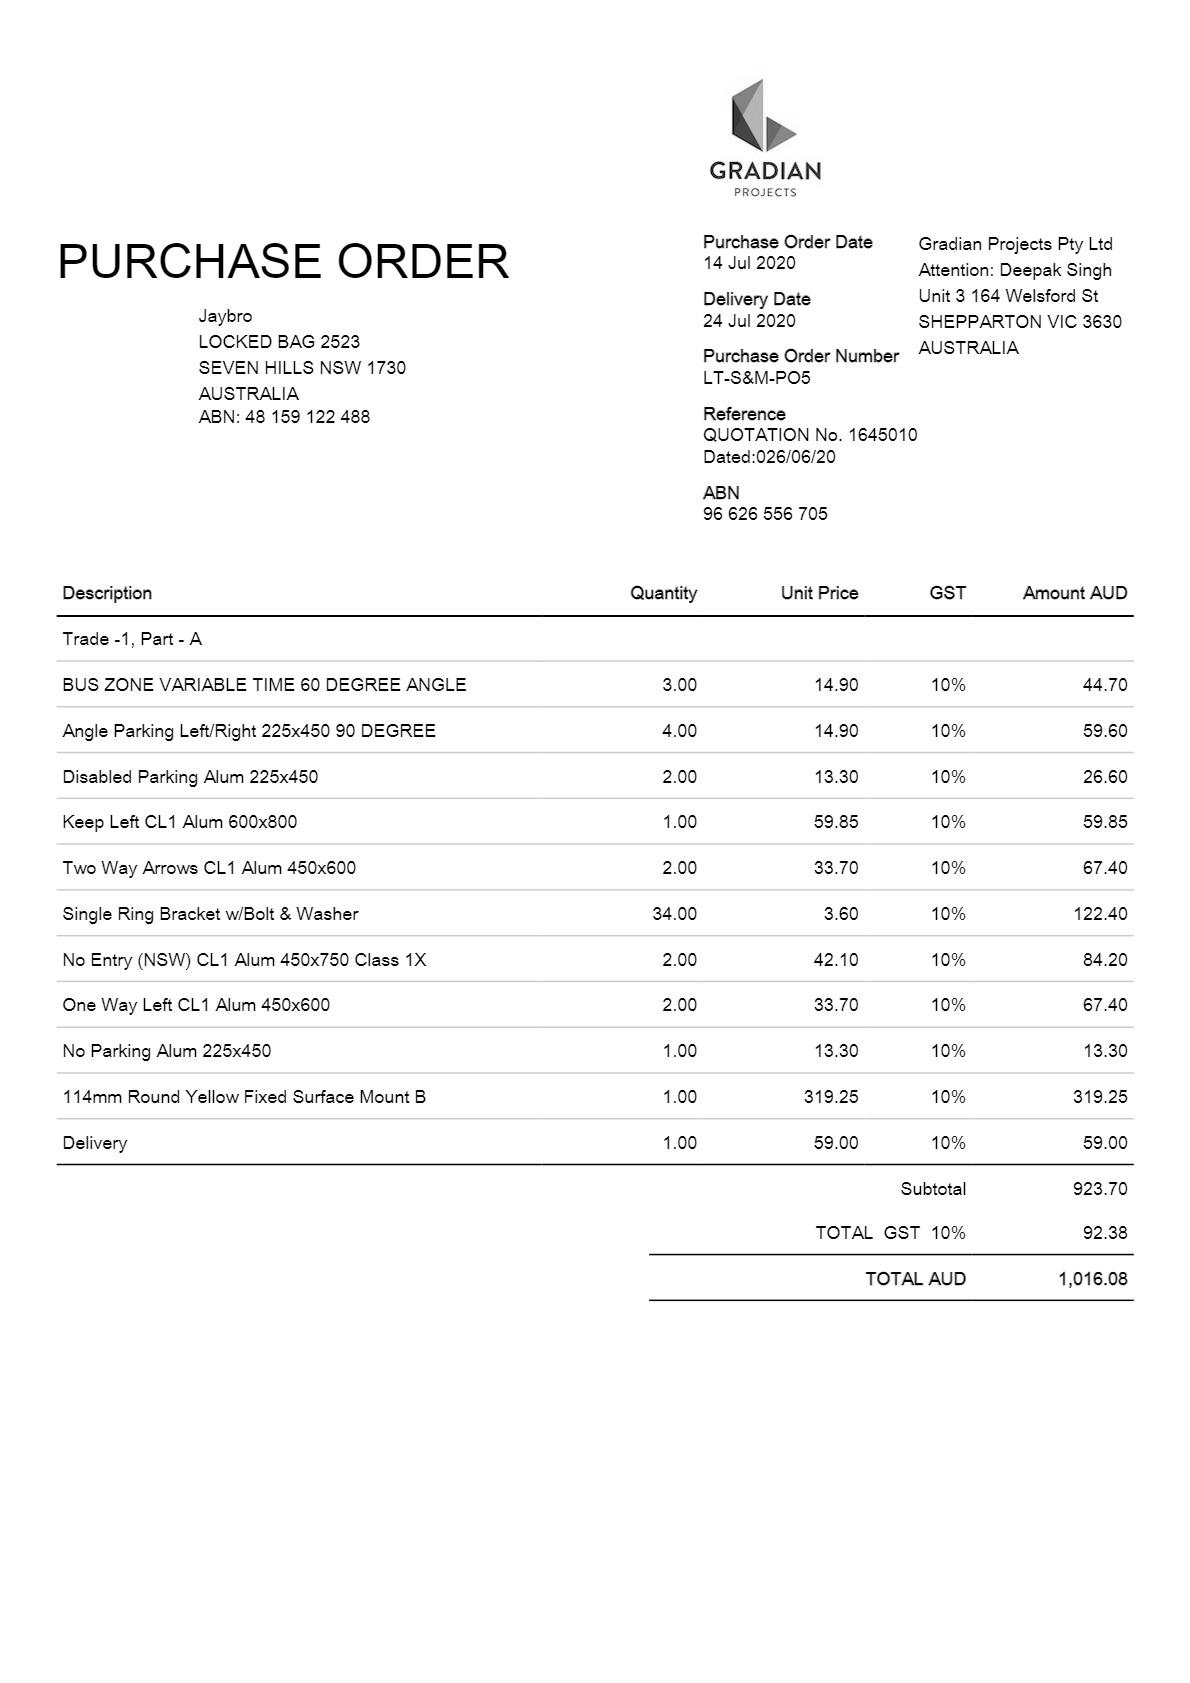 GRADIAN
PROJECTS
PURCHASE ORDER
Jaybro
LOCKED BAG 2523
SEVEN HILLS NSW 1730
AUSTRALIA
ABN: 48 159 122 488
Purchase Order Date
14 Jul 2020
Delivery Date
24 Jul 2020
Purchase Order Number
LT-S&M-PO5
Reference
QUOTATION No. 1645010
Dated:026/06/20
ABN
96 626 556 705
Gradian Projects Pty Ltd
Attention: Deepak Singh
Unit 3 164 Welsford St
SHEPPARTON VIC 3630
AUSTRALIA
Description Quantity Unit Price GST Amount AUD
Trade -1, Part - A
BUS ZONE VARIABLE TIME 60 DEGREE ANGLE 3.00 14.90 10% 44.70
Angle Parking Left/Right 225x450 90 DEGREE 4.00 14.90 10% 59.60
Disabled Parking Alum 225x450 2.00 13.30 10% 26.60
Keep Left CL1 Alum 600x800 1.00 59.85 10% 59.85
Two Way Arrows CL1 Alum 450x600 2.00 33.70 10% 67.40
Single Ring Bracket w/Bolt & Washer 34.00 3.60 10% 122.40
No Entry (NSW) CL1 Alum 450x750 Class 1X 2.00 42.10 10% 84.20
One Way Left CL1 Alum 450x600 2.00 33.70 10% 67.40
No Parking Alum 225x450 1.00 13.30 10% 13.30
114mm Round Yellow Fixed Surface Mount B 1.00 319.25 10% 319.25
Delivery 1.00 59.00 10% 59.00
Subtotal 923.70
TOTAL GST 10% 92.38
TOTAL AUD 1,016.08